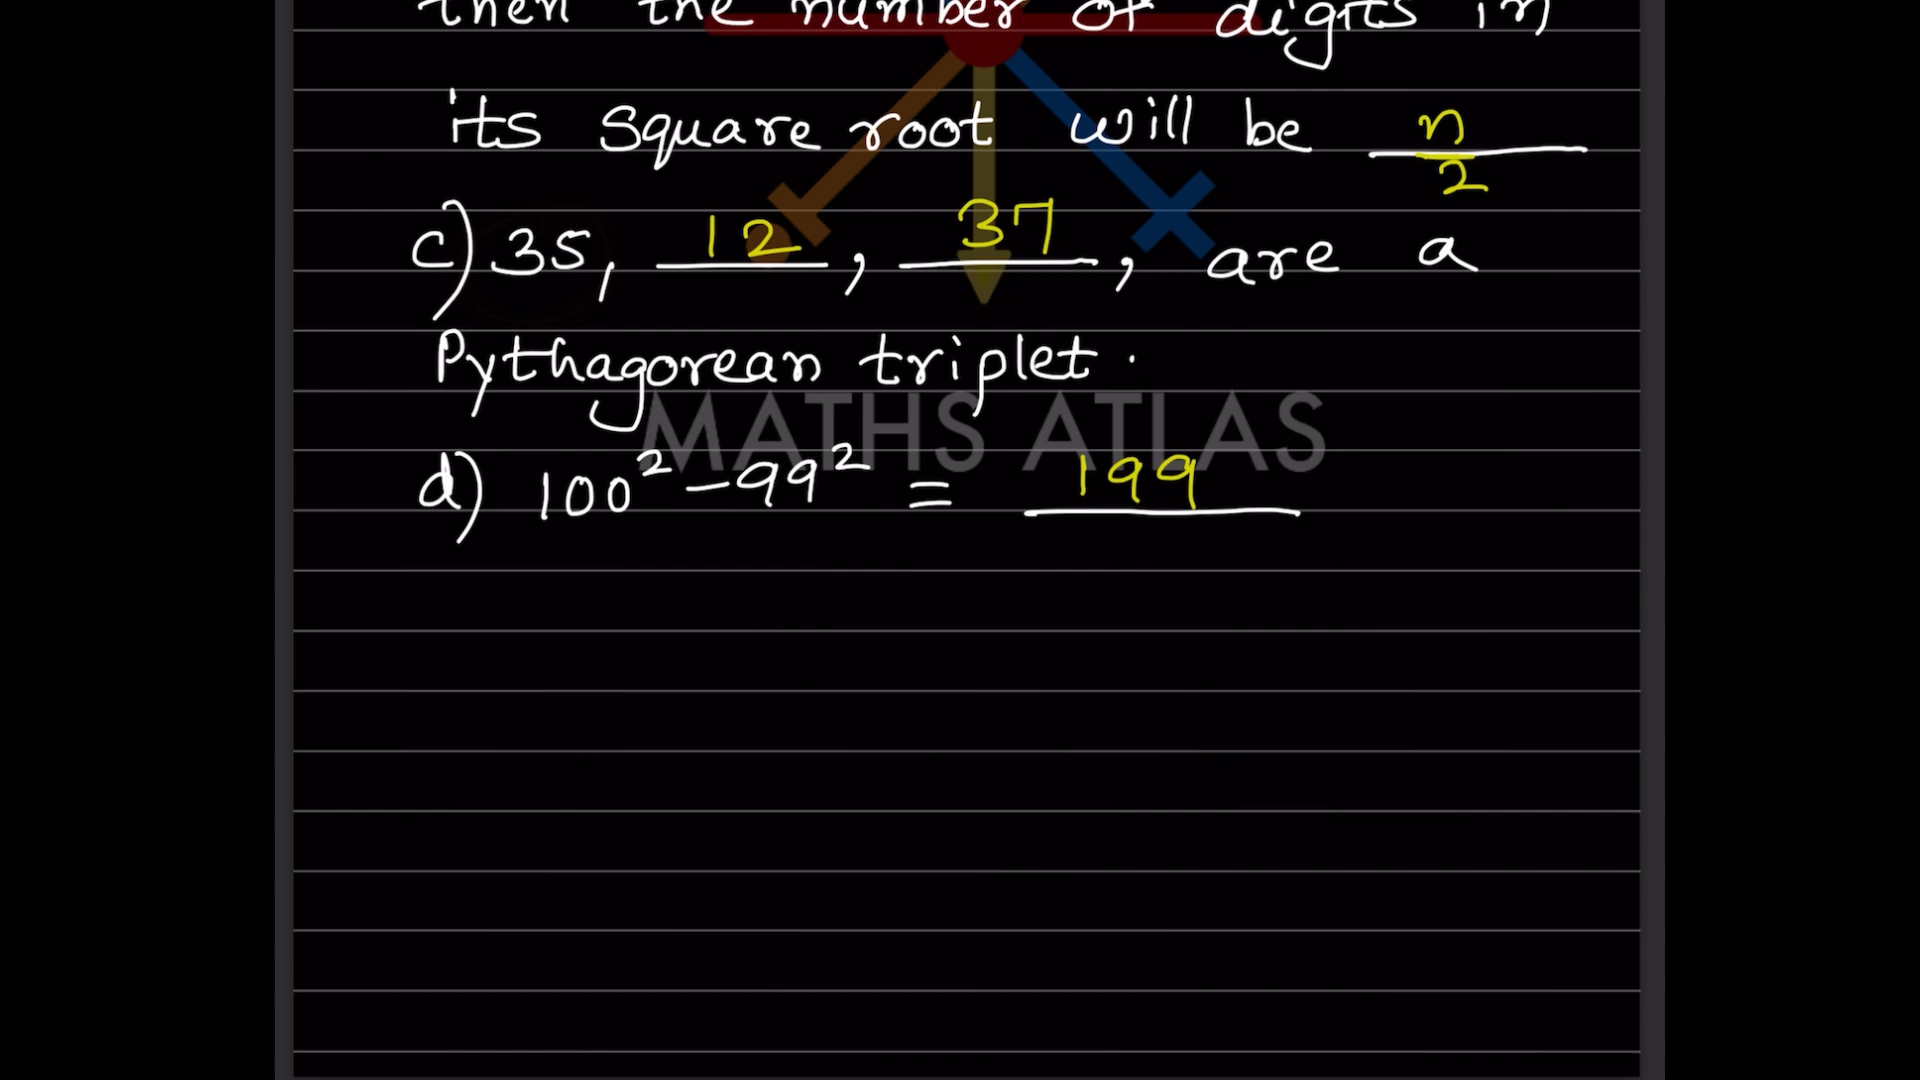 then the number of digits in
its square root will be n/2
c) 35, 12, 37, are a
Pythagorean triplet.
MATHS ATLAS
d) 100² - 99² = 199